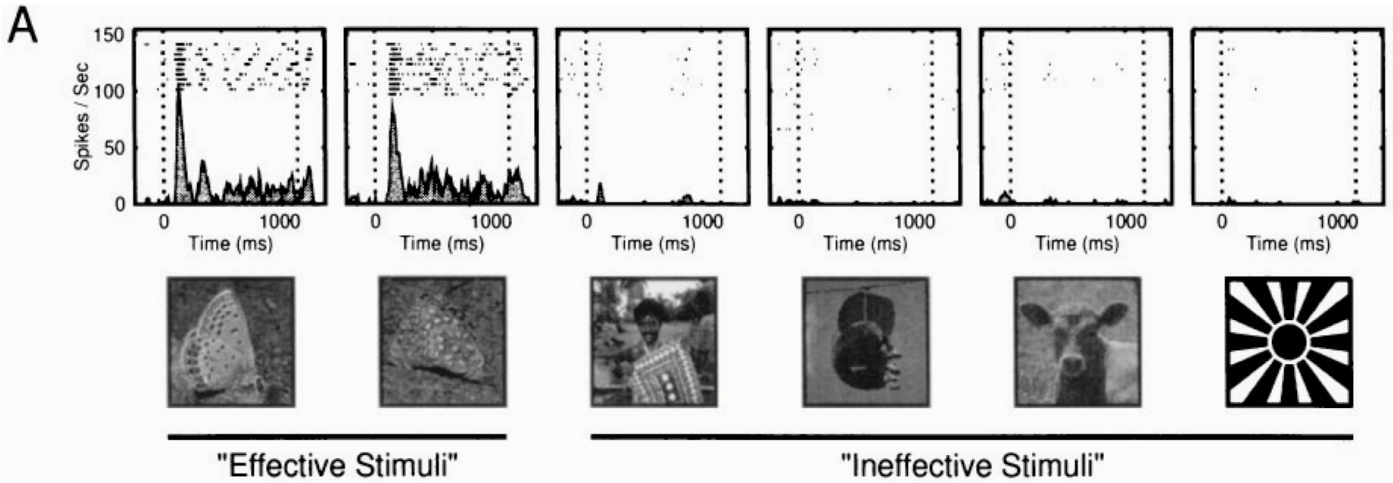 A
150
100
50
0
Spikes / Sec
0 1000
Time (ms)
0 1000
Time (ms)
0 1000
Time (ms)
0 1000
Time (ms)
0 1000
Time (ms)
0 1000
Time (ms)
"Effective Stimuli"
"Ineffective Stimuli"